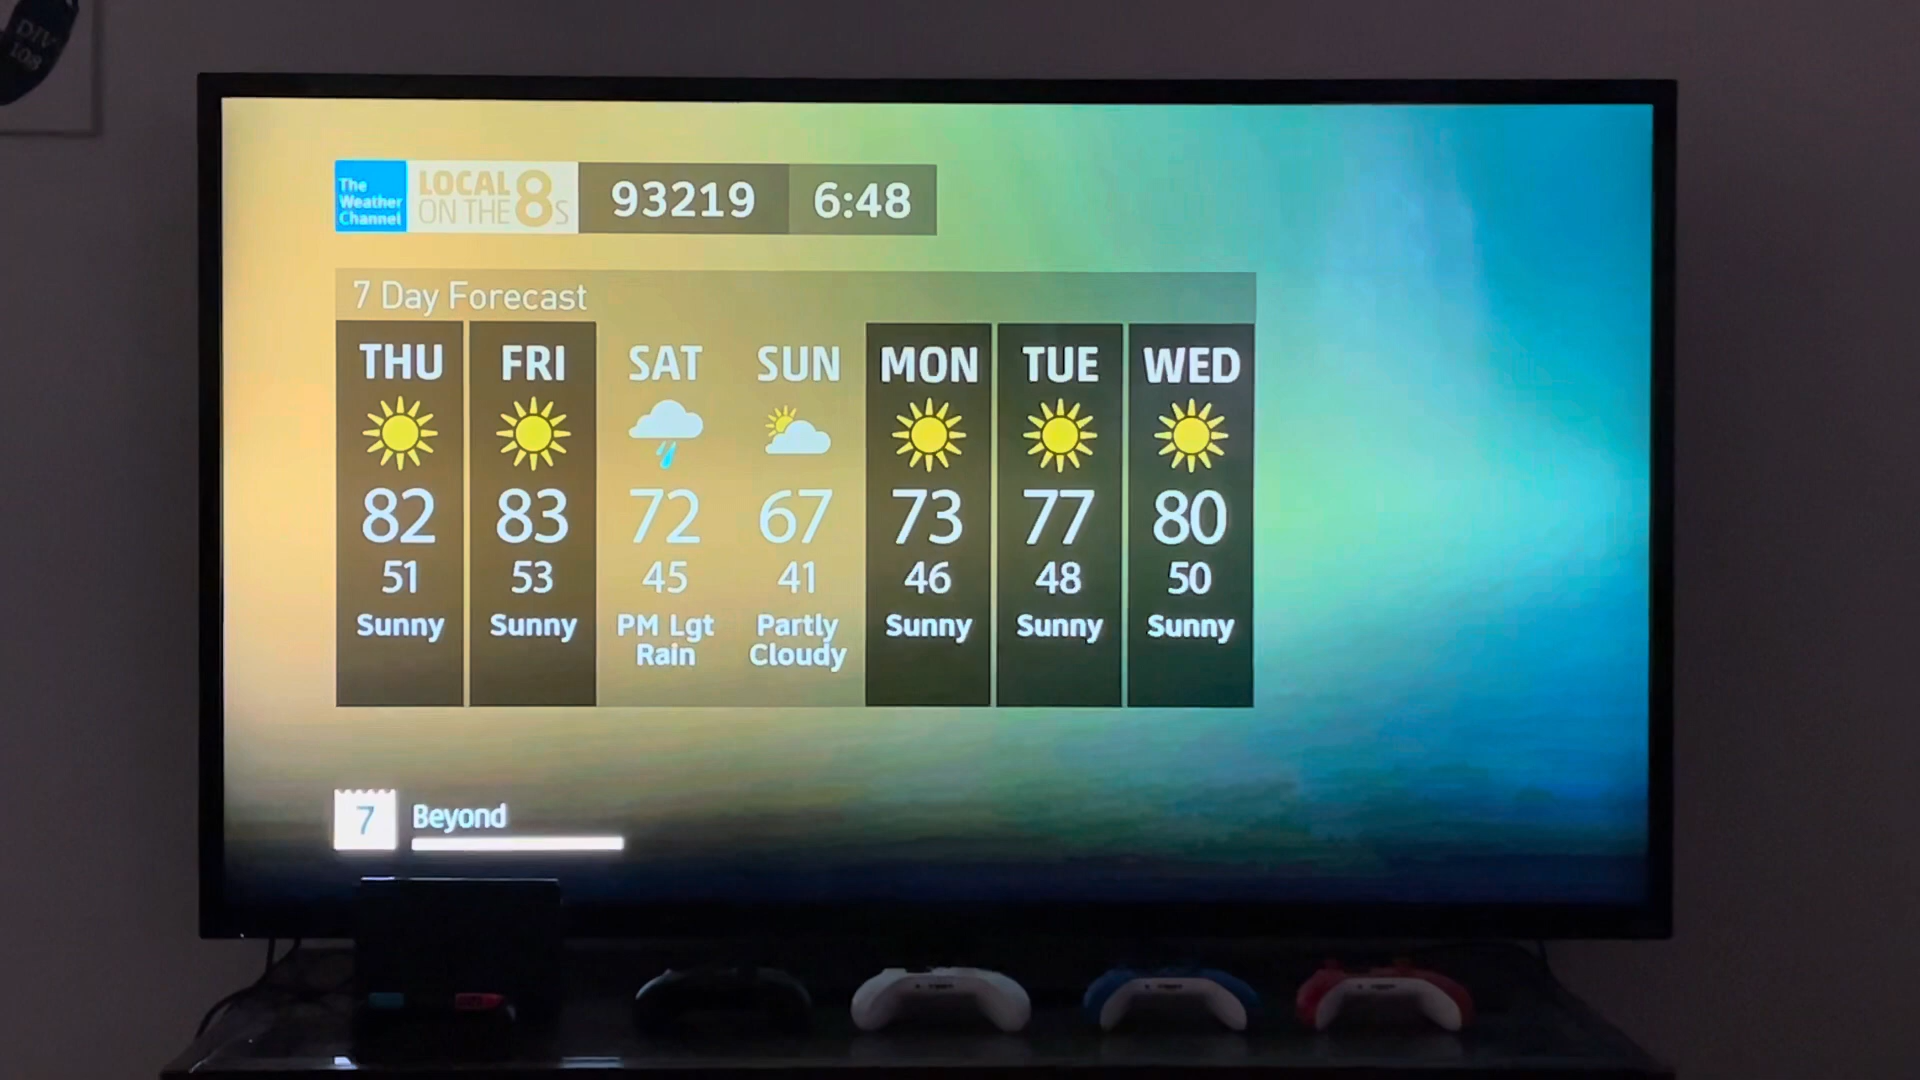 DIV
108
The
Weather
Channel
LOCAL
ON THE 8s
93219
6:48
7 Day Forecast
THU FRI SAT SUN MON TUE WED
82 83 72 67 73 77 80
51 53 45 41 46 48 50
Sunny Sunny PM Lgt Partly Sunny Sunny Sunny
Rain Cloudy
7 Beyond